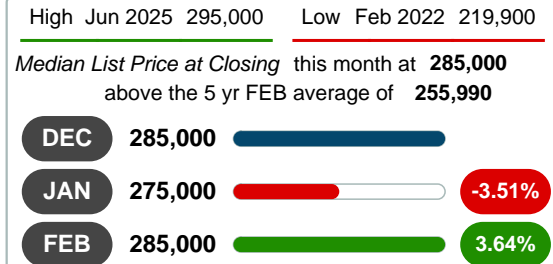 High Jun 2025 295,000 Low Feb 2022 219,900
Median List Price at Closing this month at 285,000
above the 5 yr FEB average of 255,990
DEC 285,000
JAN 275,000 -3.51%
FEB 285,000 3.64%